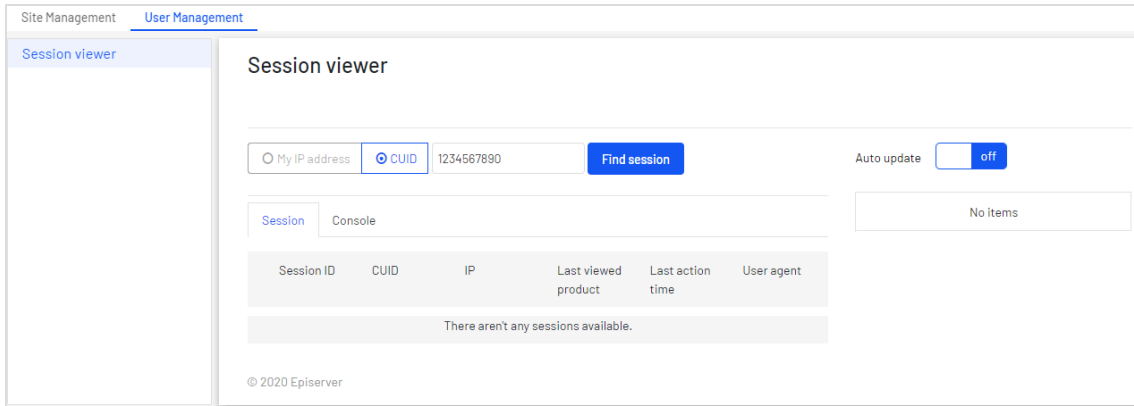 Site Management User Management
Session viewer
Session viewer
My IP address CUID 1234567890 Find session
Auto update off
No items
Session Console
Session ID CUID IP Last viewed product Last action time User agent
There aren't any sessions available.
© 2020 Episerver